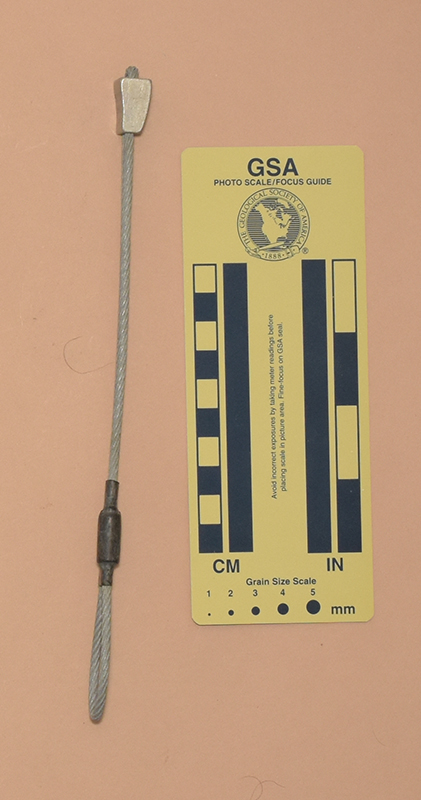 GSA
PHOTO SCALE/FOCUS GUIDE
THE GEOLOGICAL SOCIETY OF AMERICA
• 1888 •
®
Avoid incorrect exposures by taking meter readings before
placing scale in picture area. Fine-focus on GSA seal.
CM IN
Grain Size Scale
1 2 3 4 5
mm